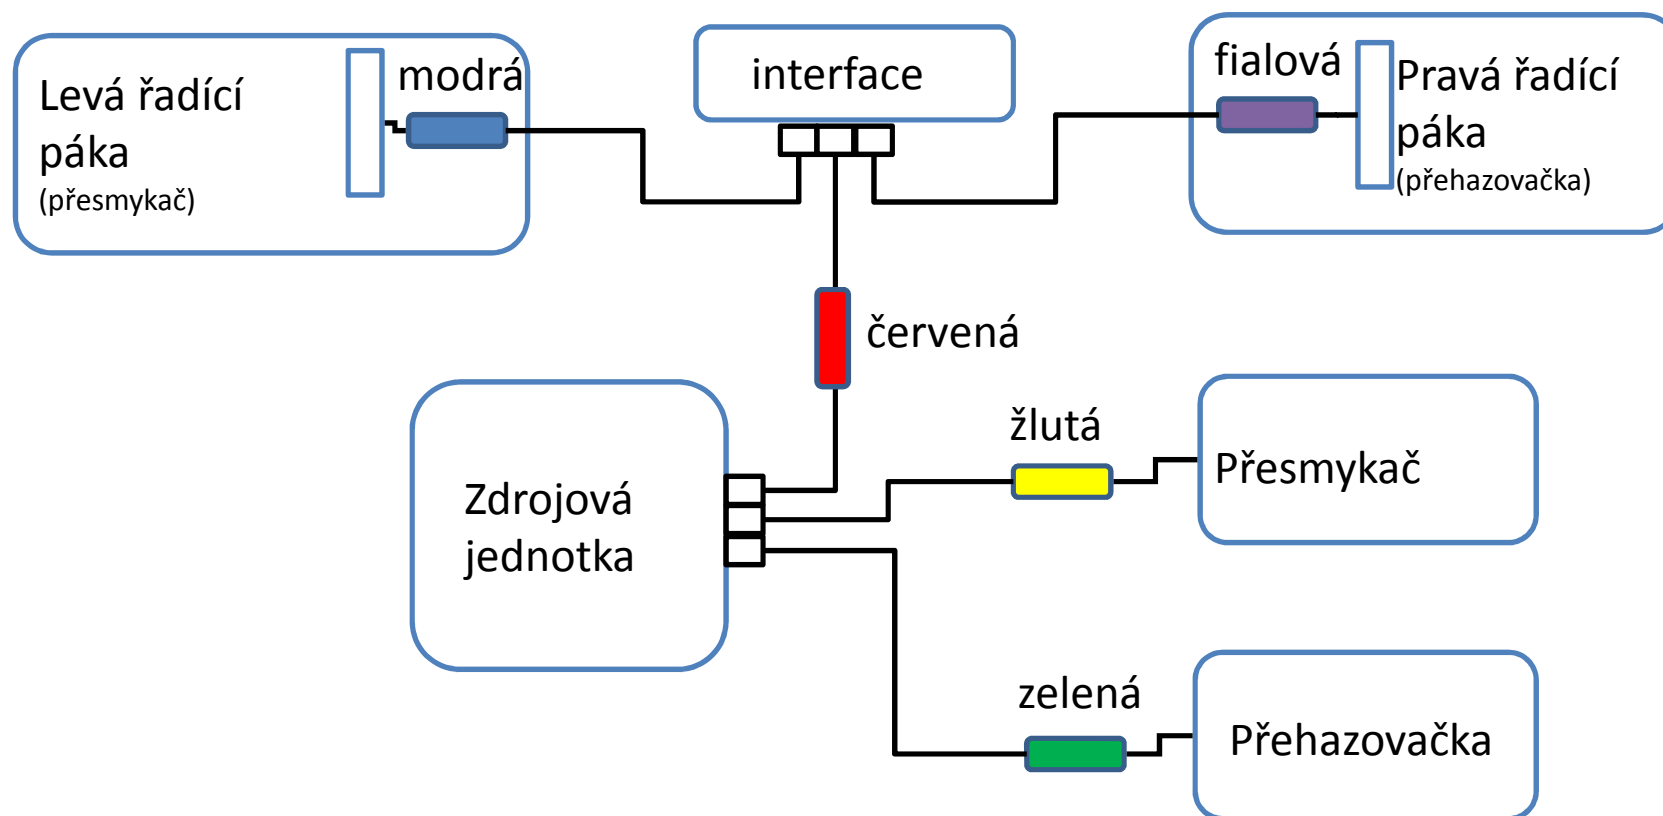 Levá řadící
páka
(přesmykač)
modrá
interface
fialová
Pravá řadící
páka
(přehazovačka)
červená
Zdrojová
jednotka
žlutá
Přesmykač
zelená
Přehazovačka